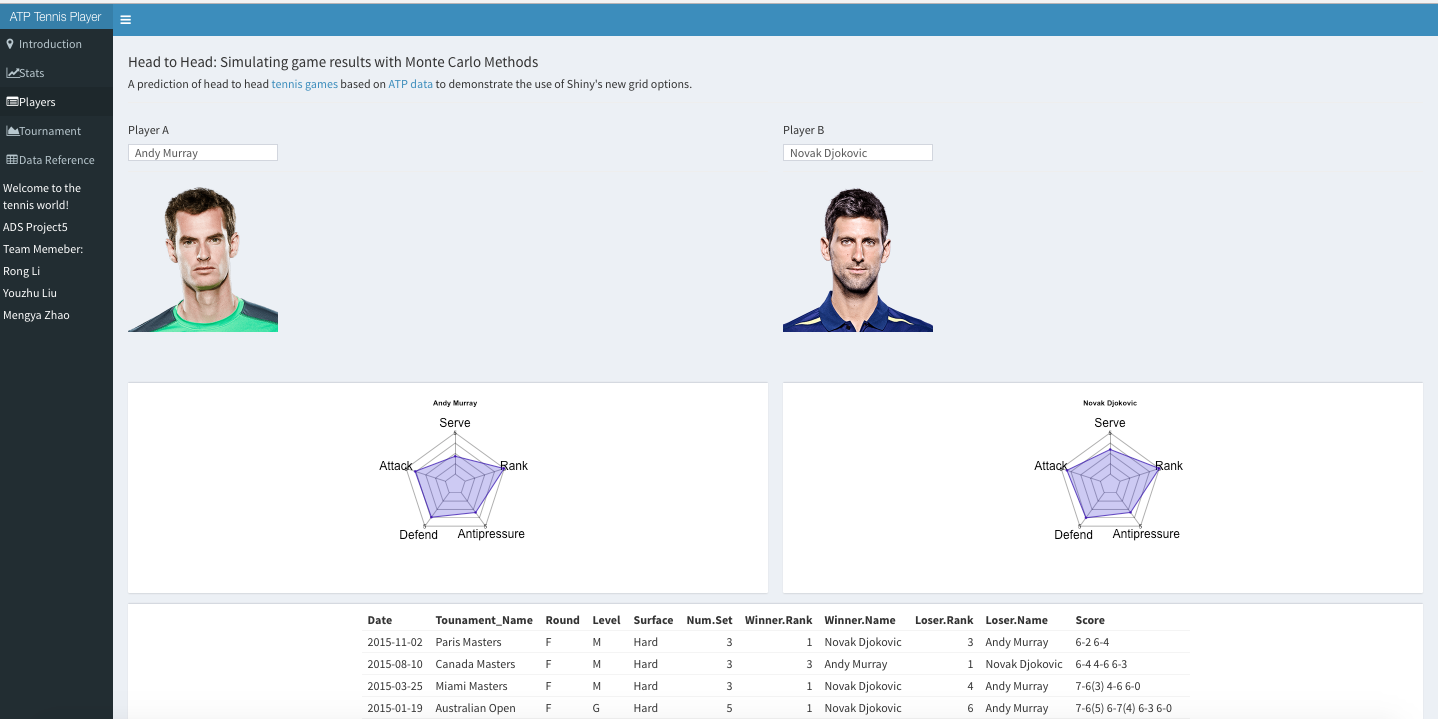 ATP Tennis Player
Introduction
Stats
Players
Tournament
Data Reference
Welcome to the
tennis world!
ADS Project5
Team Memeber:
Rong Li
Youzhu Liu
Mengya Zhao
Head to Head: Simulating game results with Monte Carlo Methods
A prediction of head to head tennis games based on ATP data to demonstrate the use of Shiny's new grid options.
Player A
Andy Murray
Player B
Novak Djokovic
Andy Murray
Serve
Attack
Rank
Defend
Antipressure
Novak Djokovic
Serve
Attack
Rank
Defend
Antipressure
Date Tounament_Name Round Level Surface Num.Set Winner.Rank Winner.Name Loser.Rank Loser.Name Score
2015-11-02 Paris Masters F M Hard 3 1 Novak Djokovic 3 Andy Murray 6-2 6-4
2015-08-10 Canada Masters F M Hard 3 3 Andy Murray 1 Novak Djokovic 6-4 4-6 6-3
2015-03-25 Miami Masters F M Hard 3 1 Novak Djokovic 4 Andy Murray 7-6(3) 4-6 6-0
2015-01-19 Australian Open F G Hard 5 1 Novak Djokovic 6 Andy Murray 7-6(5) 6-7(4) 6-3 6-0